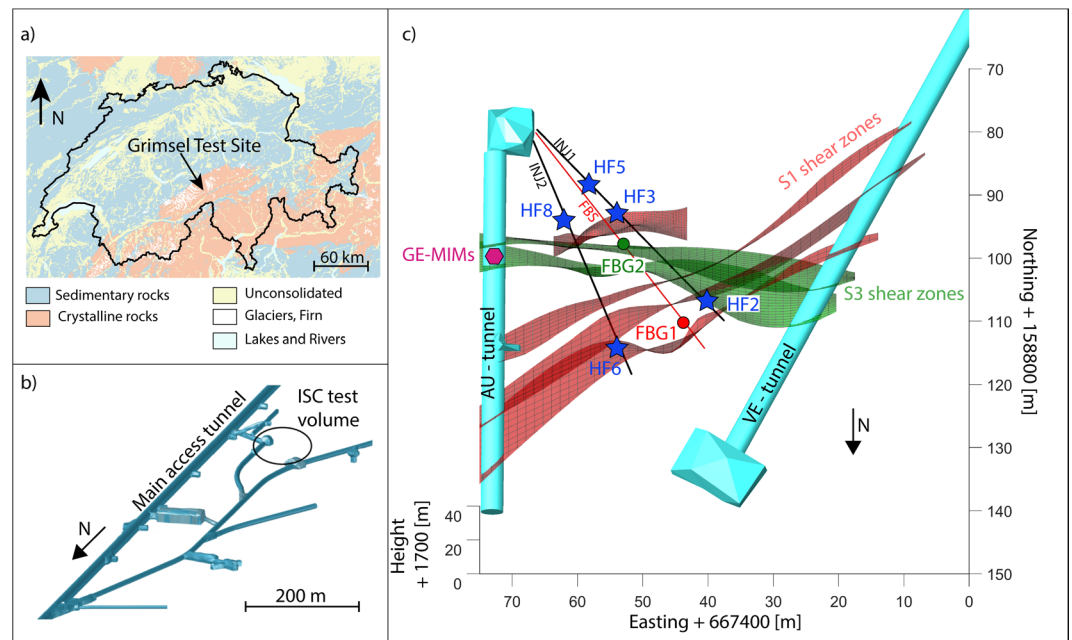 a)
N
Grimsel Test Site
60 km
Sedimentary rocks
Unconsolidated
Crystalline rocks
Glaciers, Firn
Lakes and Rivers
b)
ISC test
volume
Main access tunnel
N
200 m
c)
INJ1
INJ2
FBS
HF5
HF3
HF8
S1 shear zones
GE-MIMs
FBG2
S3 shear zones
HF2
FBG1
HF6
AU - tunnel
VE - tunnel
N
70
80
90
100
110
120
130
140
150
Northing + 158800 [m]
40
20
0
Height
+ 1700 [m]
70
60
50
40
30
20
10
0
Easting + 667400 [m]